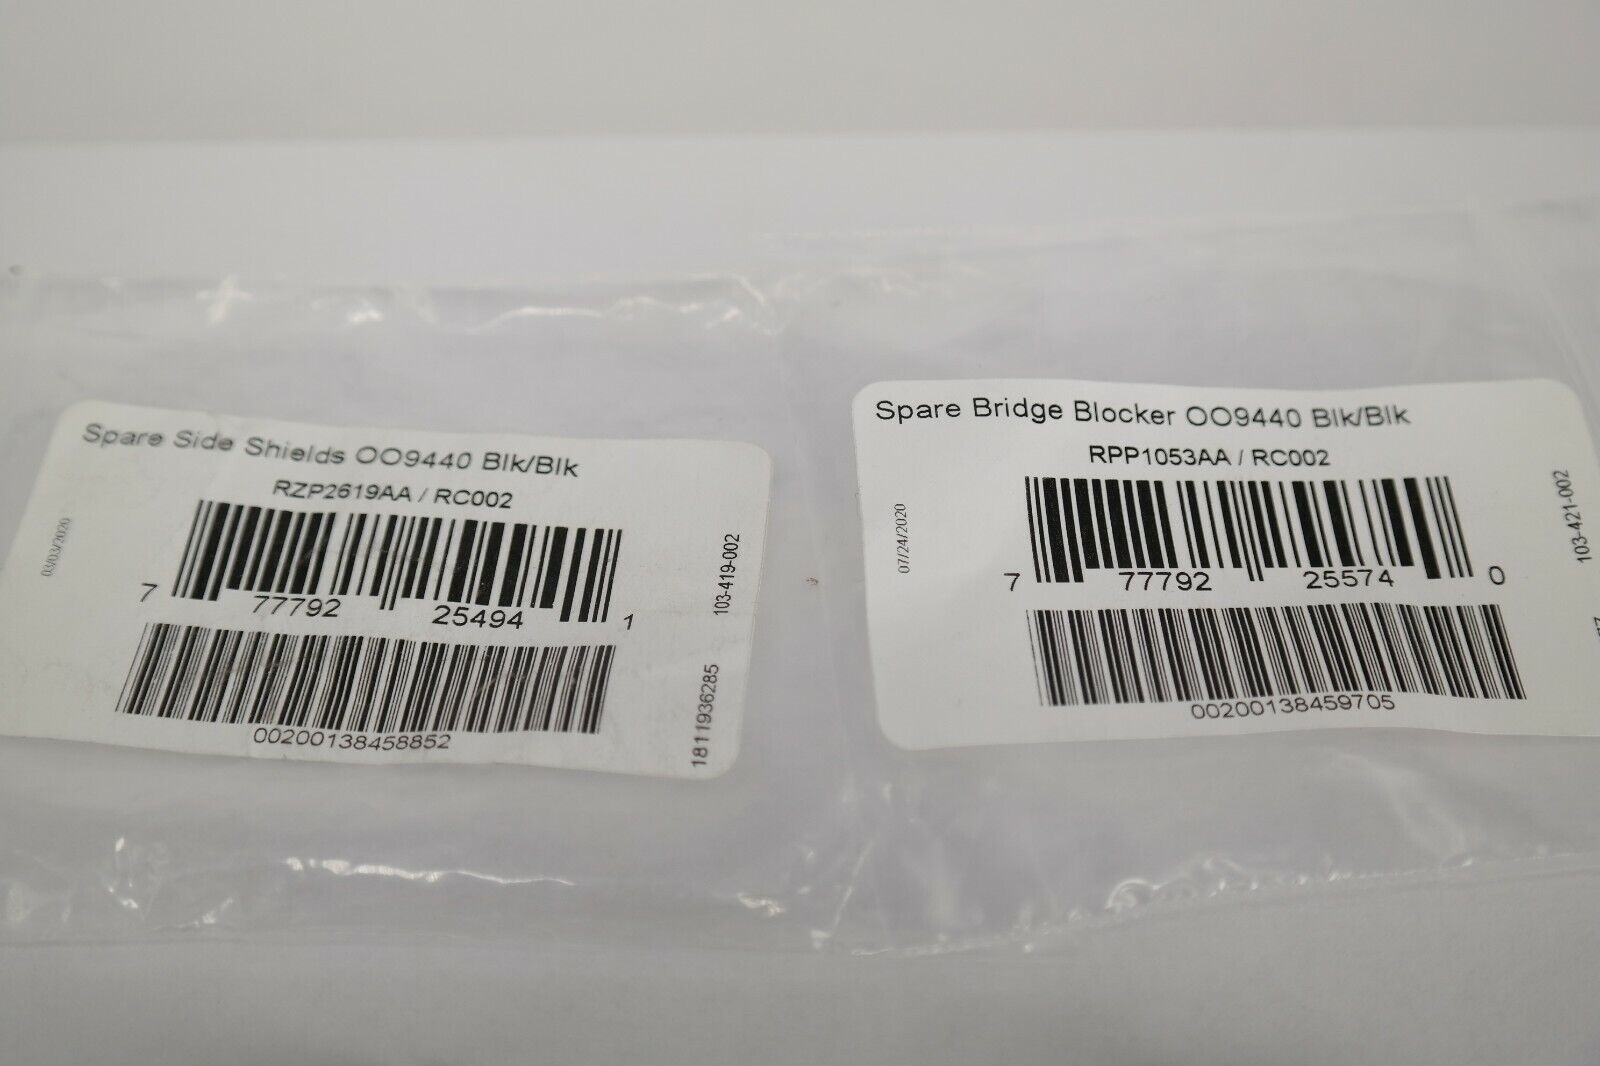 Spare Side Shields OO9440 Blk/Blk
RZP2619AA / RC002
03/03/2020
7 77792 25494 1
00200138458852
103-419-002
1811936285
Spare Bridge Blocker OO9440 Blk/Blk
RPP1053AA / RC002
07/24/2020
7 77792 25574 0
00200138459705
103-421-002